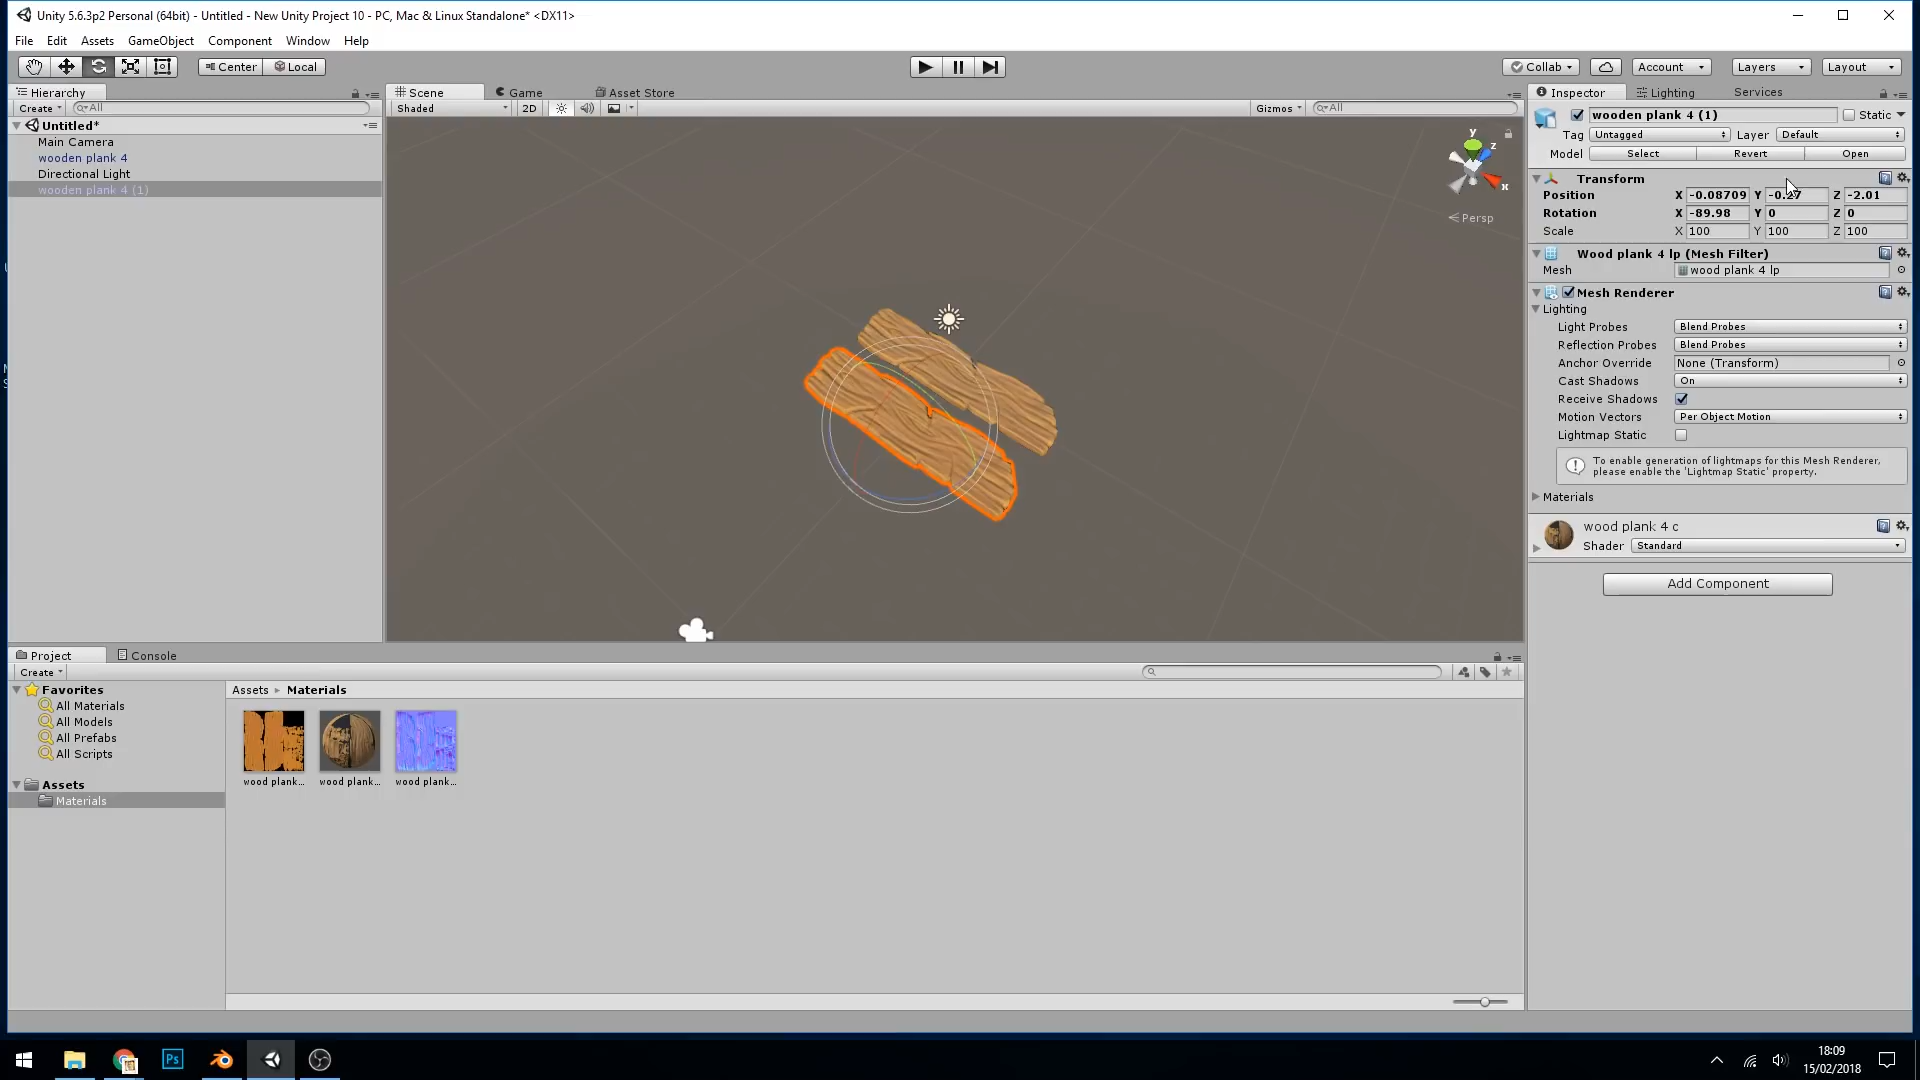 Unity 5.6.3p2 Personal (64bit) - Untitled - New Unity Project 10 - PC, Mac & Linux Standalone* <DX11>
File Edit Assets GameObject Component Window Help
Center Local Collab Account Layers Layout
Hierarchy
Create All
Untitled*
Main Camera
wooden plank 4
Directional Light
wooden plank 4 (1)
Scene Game Asset Store
Shaded 2D Gizmos All
y
z
x
Persp
Inspector Lighting Services
wooden plank 4 (1) Static
Tag Untagged Layer Default
Model Select Revert Open
Transform
Position X -0.08709 Y -0.27 Z -2.01
Rotation X -89.98 Y 0 Z 0
Scale X 100 Y 100 Z 100
Wood plank 4 lp (Mesh Filter)
Mesh wood plank 4 lp
Mesh Renderer
Lighting
Light Probes Blend Probes
Reflection Probes Blend Probes
Anchor Override None (Transform)
Cast Shadows On
Receive Shadows
Motion Vectors Per Object Motion
Lightmap Static
To enable generation of lightmaps for this Mesh Renderer,
please enable the 'Lightmap Static' property.
Materials
wood plank 4 c
Shader Standard
Add Component
Project Console
Create
Favorites
All Materials
All Models
All Prefabs
All Scripts
Assets
Materials
Assets Materials
wood plank... wood plank... wood plank...
Ps
18:09
15/02/2018